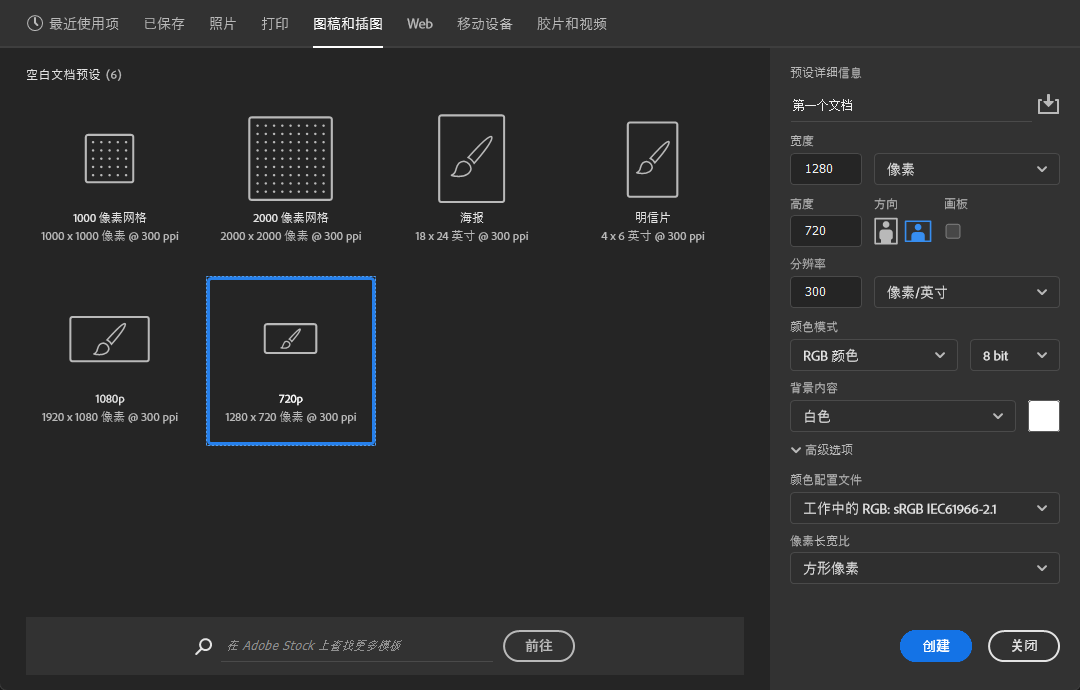 最近使用项 已保存 照片 打印 图稿和插图 Web 移动设备 胶片和视频
空白文档预设 (6)
1000 像素网格
1000 x 1000 像素 @ 300 ppi
2000 像素网格
2000 x 2000 像素 @ 300 ppi
海报
18 x 24 英寸 @ 300 ppi
明信片
4 x 6 英寸 @ 300 ppi
1080p
1920 x 1080 像素 @ 300 ppi
720p
1280 x 720 像素 @ 300 ppi
在 Adobe Stock 上查找更多模板
前往
预设详细信息
第一个文档
宽度
1280 像素
高度 方向 画板
720
分辨率
300 像素/英寸
颜色模式
RGB 颜色 8 bit
背景内容
白色
高级选项
颜色配置文件
工作中的 RGB: sRGB IEC61966-2.1
像素长宽比
方形像素
创建 关闭